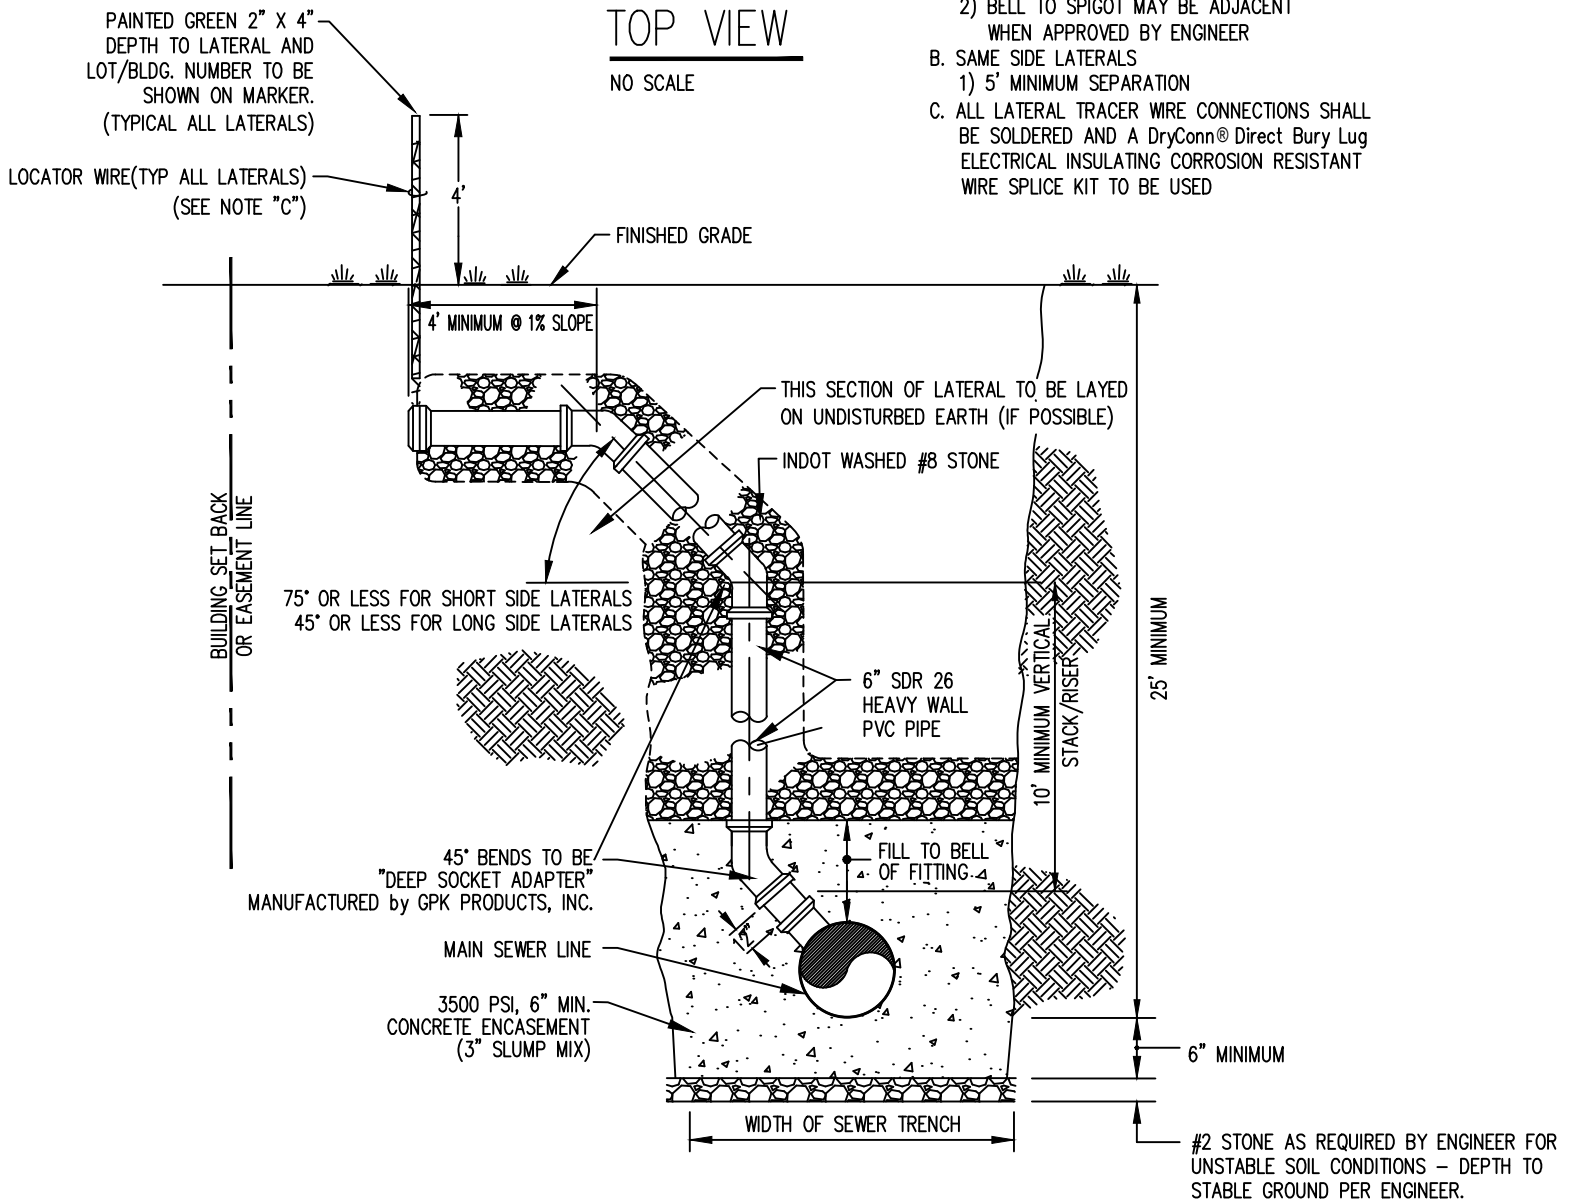 PAINTED GREEN 2" X 4"
DEPTH TO LATERAL AND
LOT/BLDG. NUMBER TO BE
SHOWN ON MARKER.
(TYPICAL ALL LATERALS)
LOCATOR WIRE(TYP ALL LATERALS)
(SEE NOTE "C")
TOP VIEW
NO SCALE
2) BELL TO SPIGOT MAY BE ADJACENT
WHEN APPROVED BY ENGINEER
B. SAME SIDE LATERALS
1) 5' MINIMUM SEPARATION
C. ALL LATERAL TRACER WIRE CONNECTIONS SHALL
BE SOLDERED AND A DryConn® Direct Bury Lug
ELECTRICAL INSULATING CORROSION RESISTANT
WIRE SPLICE KIT TO BE USED
4'
FINISHED GRADE
4' MINIMUM @ 1% SLOPE
THIS SECTION OF LATERAL TO BE LAYED
ON UNDISTURBED EARTH (IF POSSIBLE)
INDOT WASHED #8 STONE
BUILDING SET BACK
OR EASEMENT LINE
75° OR LESS FOR SHORT SIDE LATERALS
45° OR LESS FOR LONG SIDE LATERALS
6" SDR 26
HEAVY WALL
PVC PIPE
10' MINIMUM VERTICAL
STACK/RISER
25' MINIMUM
45° BENDS TO BE
"DEEP SOCKET ADAPTER"
MANUFACTURED by GPK PRODUCTS, INC.
FILL TO BELL
OF FITTING
12"
MAIN SEWER LINE
3500 PSI, 6" MIN.
CONCRETE ENCASEMENT
(3" SLUMP MIX)
6" MINIMUM
WIDTH OF SEWER TRENCH
#2 STONE AS REQUIRED BY ENGINEER FOR
UNSTABLE SOIL CONDITIONS – DEPTH TO
STABLE GROUND PER ENGINEER.